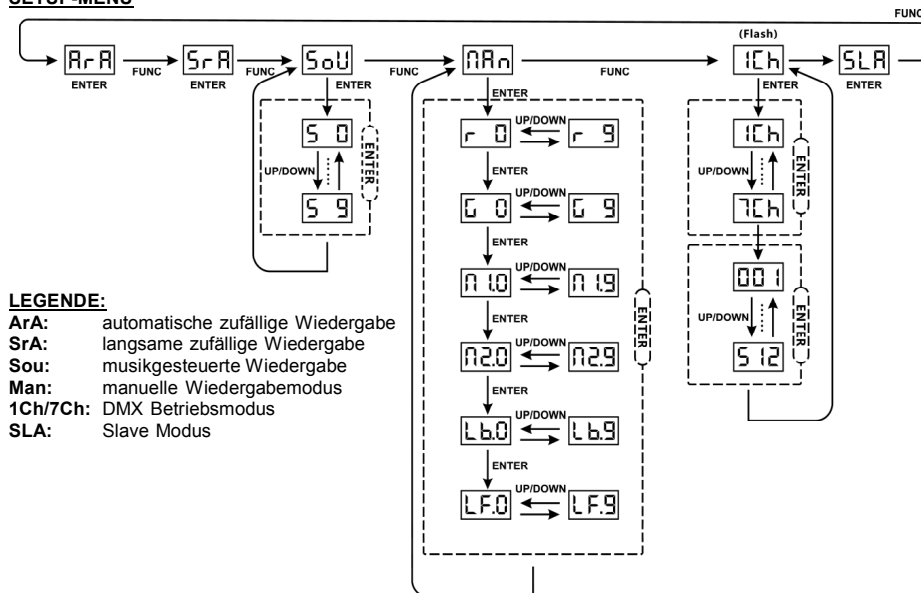 SETUP-MENÜ
FUNC
(Flash)
ArA FUNC SrA FUNC SoU FUNC MAn FUNC 1Ch SLA
ENTER ENTER ENTER ENTER ENTER ENTER
S 0
UP/DOWN
S 9
ENTER
r 0 UP/DOWN r 9
ENTER
G 0 UP/DOWN G 9
ENTER
M1.0 UP/DOWN M1.9
ENTER
M2.0 UP/DOWN M2.9
ENTER
Lb.0 UP/DOWN Lb.9
ENTER
LF.0 UP/DOWN LF.9
ENTER
1Ch
UP/DOWN
7Ch
ENTER
001
UP/DOWN
512
ENTER
LEGENDE:
ArA: automatische zufällige Wiedergabe
SrA: langsame zufällige Wiedergabe
Sou: musikgesteuerte Wiedergabe
Man: manuelle Wiedergabemodus
1Ch/7Ch: DMX Betriebsmodus
SLA: Slave Modus